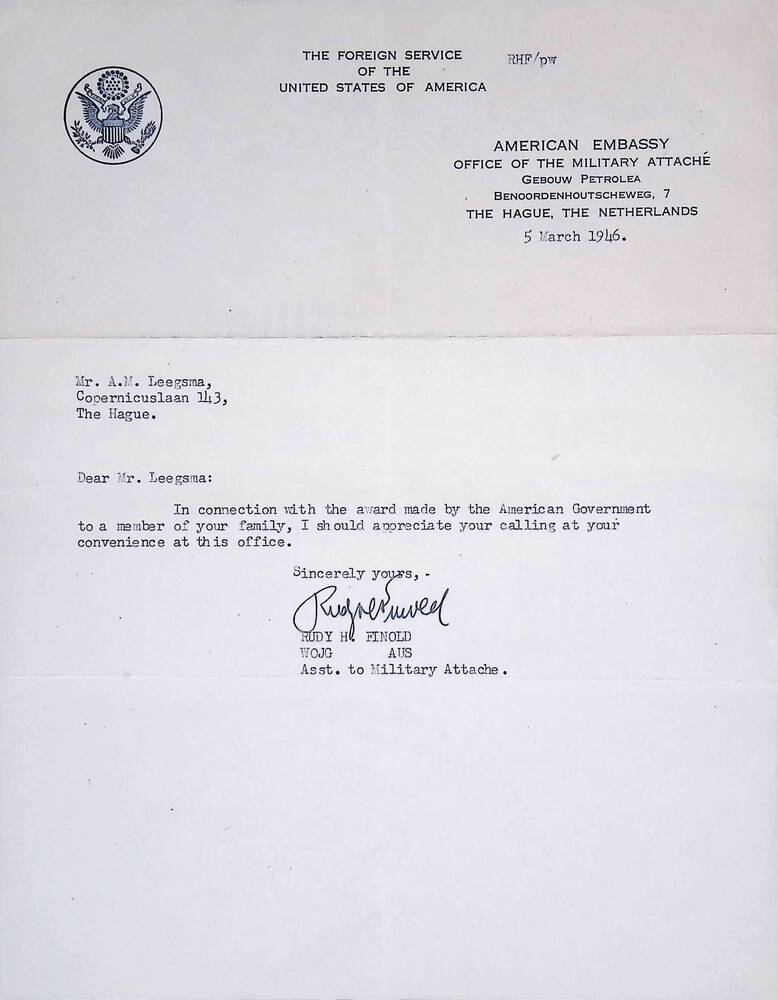 THE FOREIGN SERVICE
OF THE
UNITED STATES OF AMERICA
RHF/pw
AMERICAN EMBASSY
OFFICE OF THE MILITARY ATTACHÉ
GEBOUW PETROLEA
BENOORDENHOUTSCHEWEG, 7
THE HAGUE, THE NETHERLANDS
5 March 1946.
Mr. A.M. Leegsma,
Copernicuslaan 143,
The Hague.
Dear Mr. Leegsma:
In connection with the award made by the American Government
to a member of your family, I should appreciate your calling at your
convenience at this office.
Sincerely yours, -
RUDY H. FINOLD
WOJG AUS
Asst. to Military Attache.